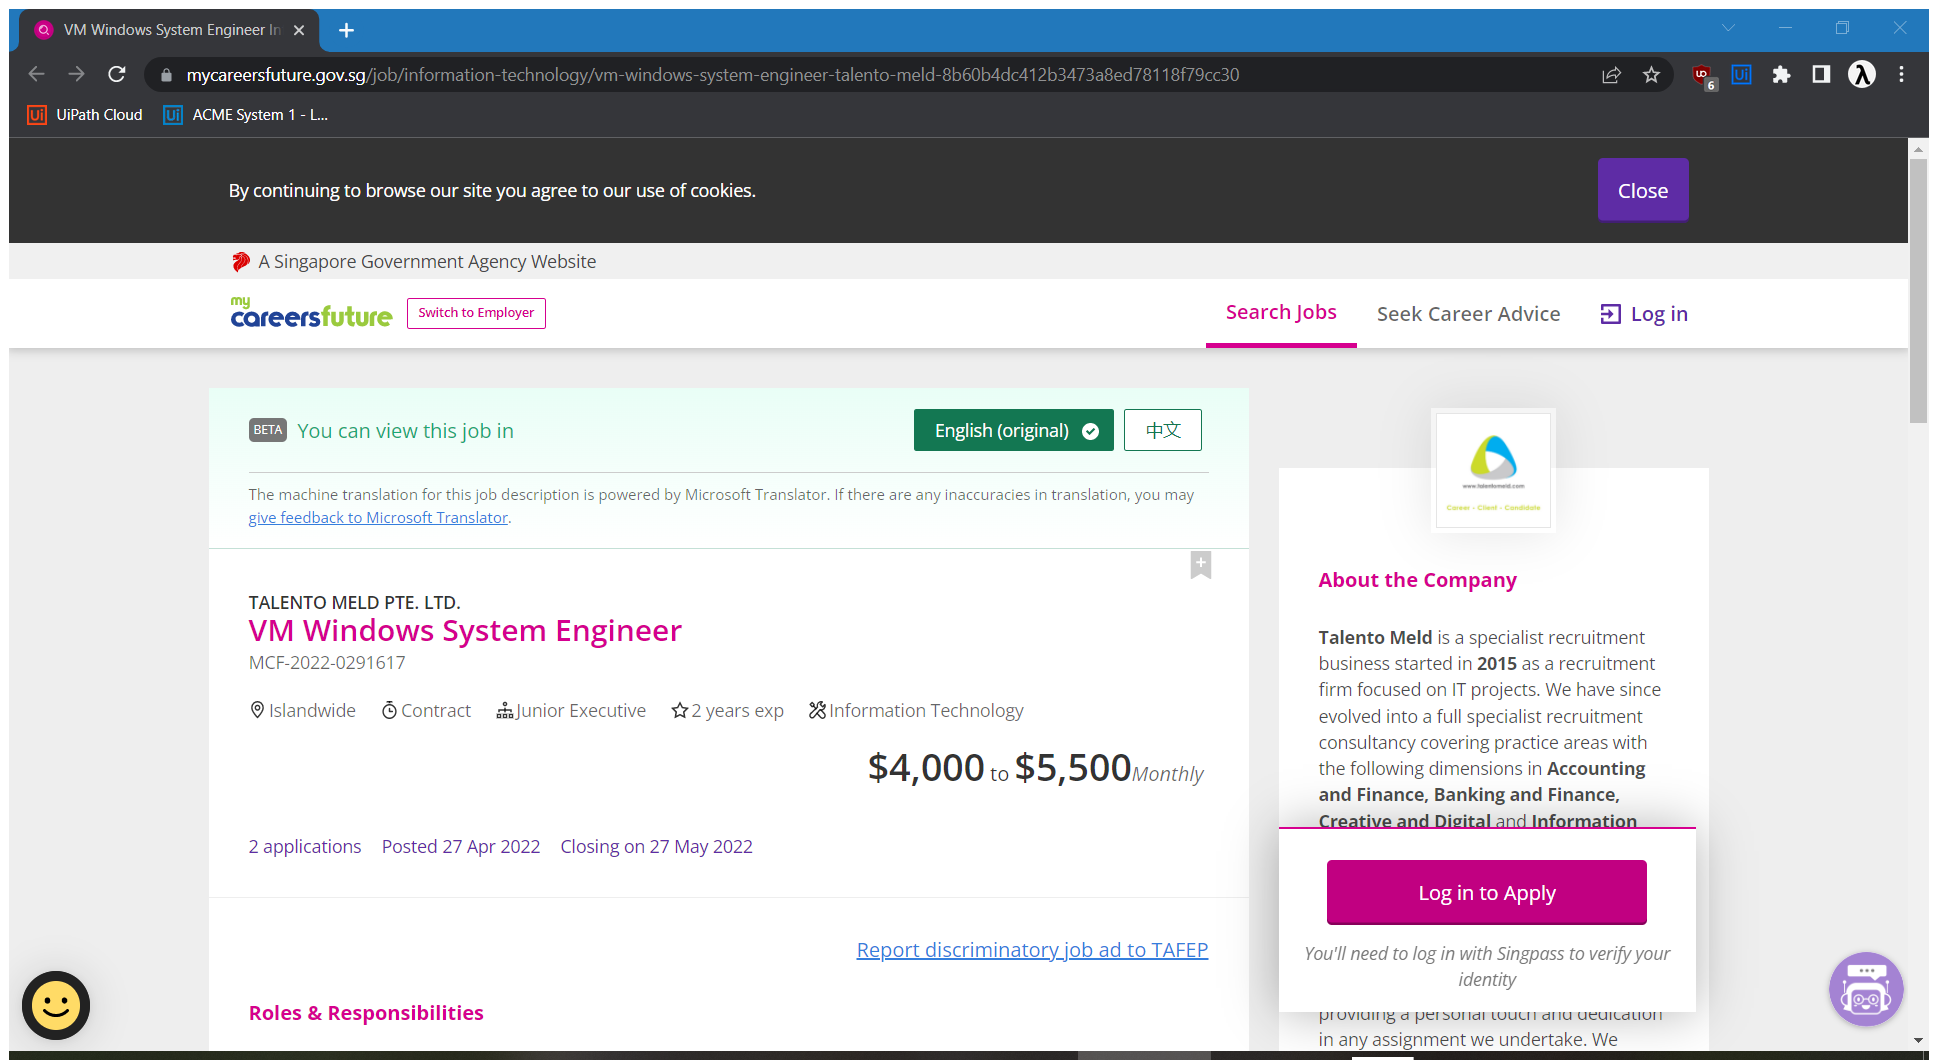 VM Windows System Engineer In
mycareersfuture.gov.sg/job/information-technology/vm-windows-system-engineer-talento-meld-8b60b4dc412b3473a8ed78118f79cc30
6
UiPath Cloud
ACME System 1 - L...
By continuing to browse our site you agree to our use of cookies.
Close
A Singapore Government Agency Website
my
careersfuture
Switch to Employer
Search Jobs
Seek Career Advice
Log in
BETA
You can view this job in
English (original)
中文
The machine translation for this job description is powered by Microsoft Translator. If there are any inaccuracies in translation, you may
give feedback to Microsoft Translator.
TALENTO MELD PTE. LTD.
VM Windows System Engineer
MCF-2022-0291617
Islandwide
Contract
Junior Executive
2 years exp
Information Technology
$4,000 to $5,500 Monthly
2 applications
Posted 27 Apr 2022
Closing on 27 May 2022
Report discriminatory job ad to TAFEP
Roles & Responsibilities
www.talentomeld.com
Career - Client - Candidate
About the Company
Talento Meld is a specialist recruitment
business started in 2015 as a recruitment
firm focused on IT projects. We have since
evolved into a full specialist recruitment
consultancy covering practice areas with
the following dimensions in Accounting
and Finance, Banking and Finance,
Creative and Digital and Information
Log in to Apply
You'll need to log in with Singpass to verify your
identity
providing a personal touch and dedication
in any assignment we undertake. We